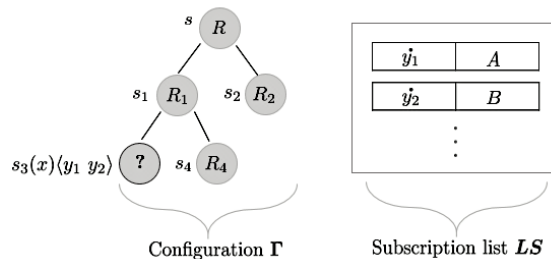 s
R
s₁ R₁ s₂ R₂
s₃(x)⟨y₁ y₂⟩ ? s₄ R₄
Configuration Γ
ẏ₁ A
ẏ₂ B
⋮
Subscription list LS